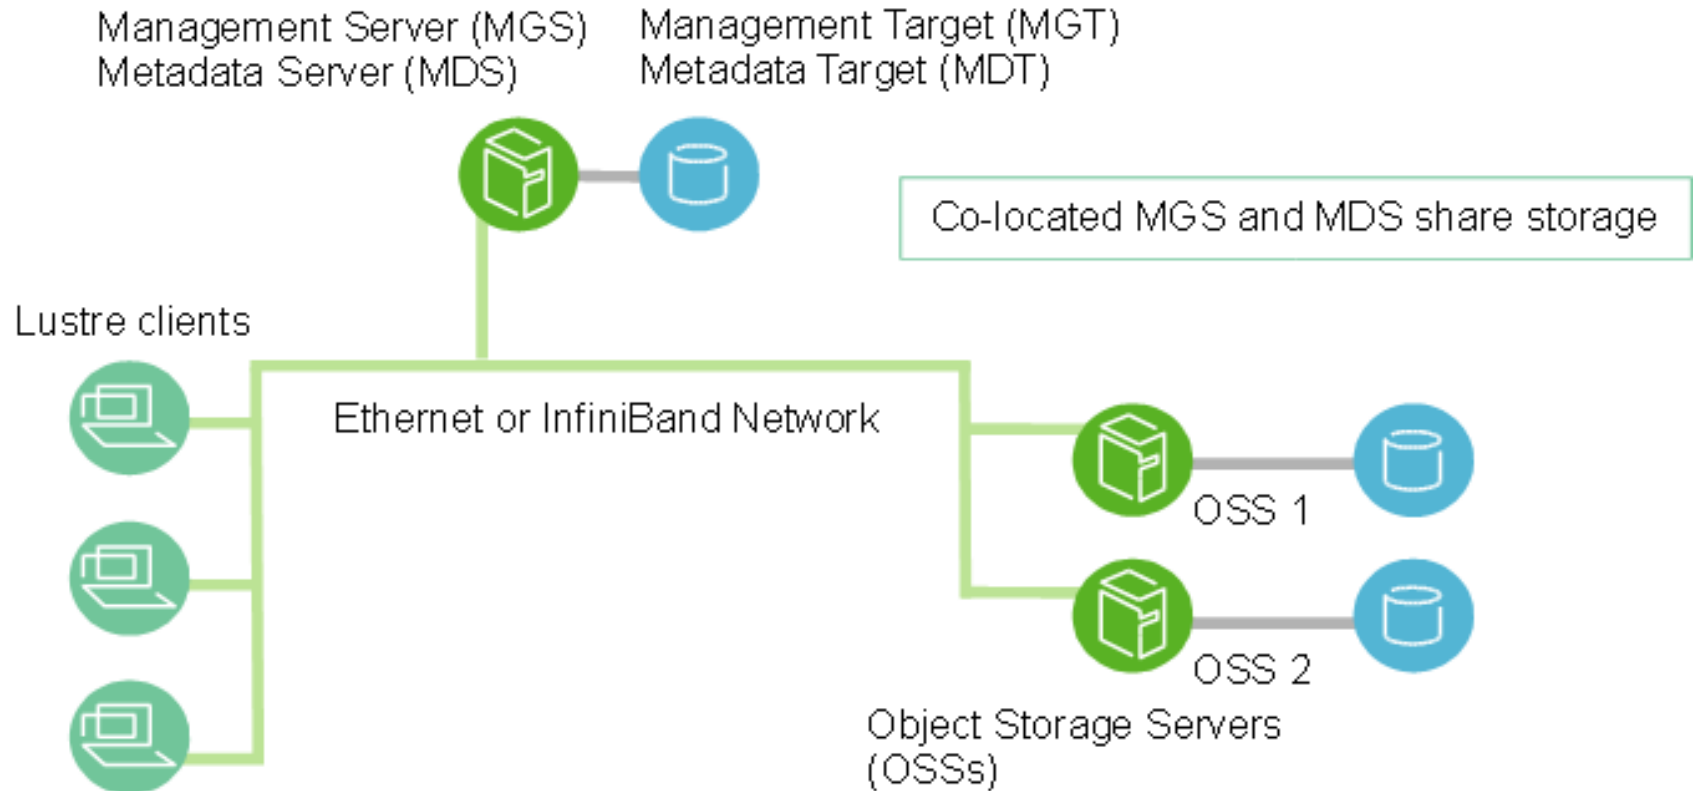 Management Server (MGS)
Metadata Server (MDS)
Management Target (MGT)
Metadata Target (MDT)
Co-located MGS and MDS share storage
Lustre clients
Ethernet or InfiniBand Network
OSS 1
OSS 2
Object Storage Servers
(OSSs)